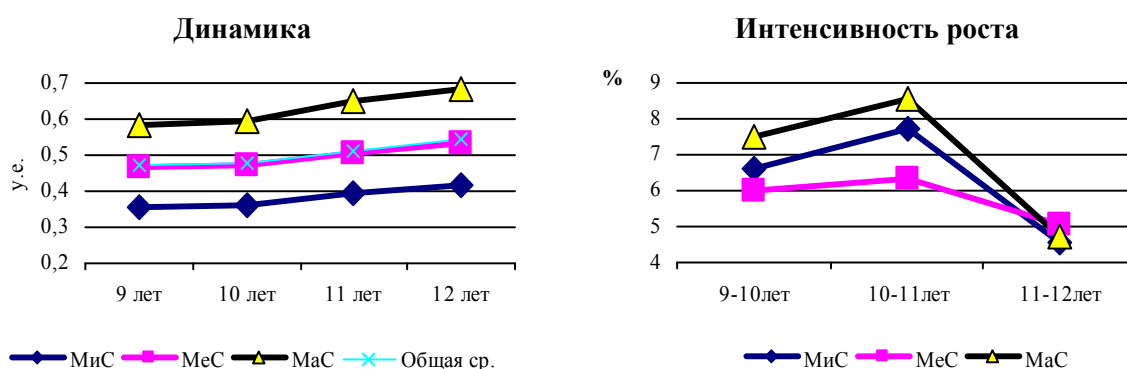 Динамика
0,7
0,6
0,5
0,4
0,3
0,2
у.е.
9 лет 10 лет 11 лет 12 лет
МиС МеС МаС Общая ср.
Интенсивность роста
%
9
8
7
6
5
4
9-10лет 10-11лет 11-12лет
МиС МеС МаС